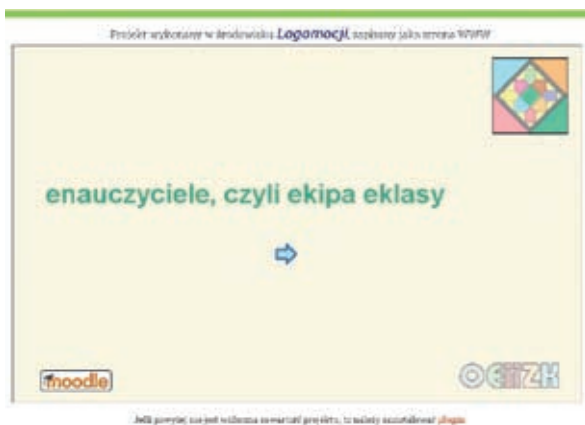 Projekt wykonany w środowisku Logomocji, zapisany jako strona WWW
enauczyciele, czyli ekipa eklasy
moodle
OEIiZK
Jeśli powyżej nie jest widoczna zawartość projektu, to należy zainstalować plugin